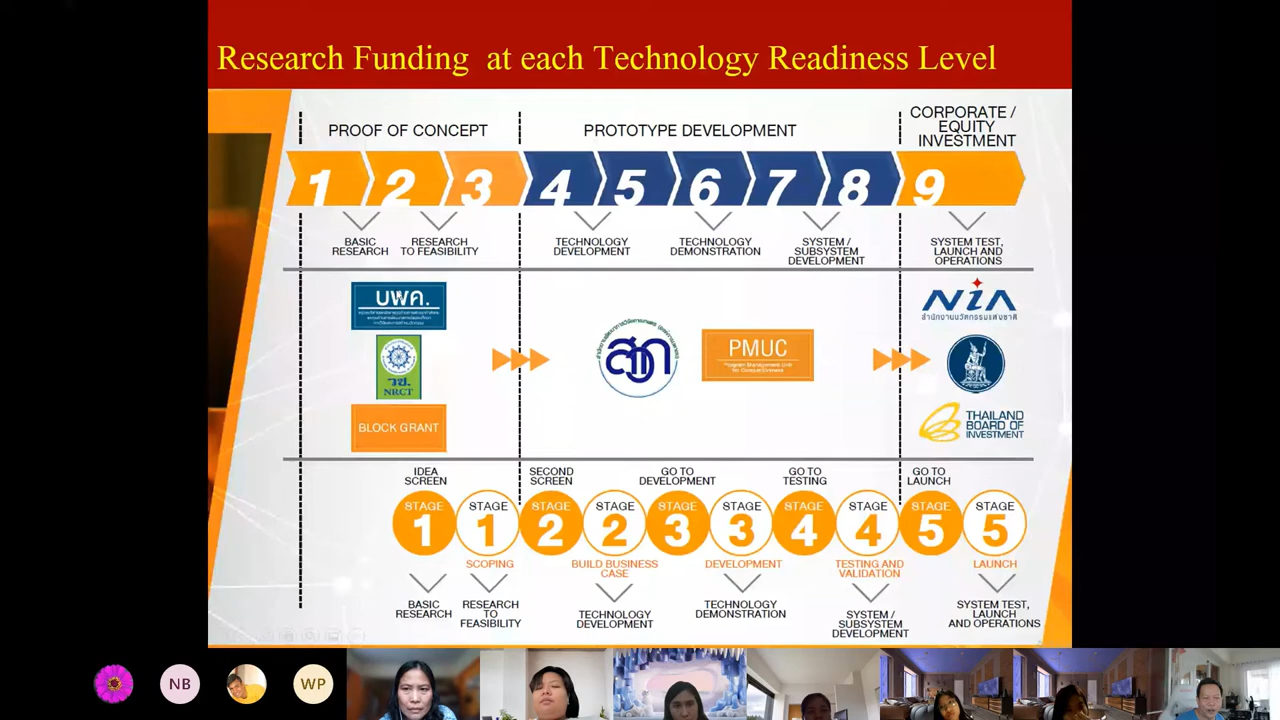 Research Funding at each Technology Readiness Level
PROOF OF CONCEPT
PROTOTYPE DEVELOPMENT
CORPORATE /
EQUITY
INVESTMENT
1 2 3 4 5 6 7 8 9
BASIC
RESEARCH
RESEARCH
TO FEASIBILITY
TECHNOLOGY
DEVELOPMENT
TECHNOLOGY
DEMONSTRATION
SYSTEM /
SUBSYSTEM
DEVELOPMENT
SYSTEM TEST,
LAUNCH AND
OPERATIONS
บพค.
วช.
NRCT
BLOCK GRANT
สวก
PMUC
Program Management Unit
for Competitiveness
NIA
สำนักงานนวัตกรรมแห่งชาติ
THAILAND
BOARD OF
INVESTMENT
IDEA
SCREEN
SECOND
SCREEN
GO TO
DEVELOPMENT
GO TO
TESTING
GO TO
LAUNCH
STAGE STAGE STAGE STAGE STAGE STAGE STAGE STAGE STAGE STAGE
1 1 2 2 3 3 4 4 5 5
SCOPING
BUILD BUSINESS
CASE
DEVELOPMENT
TESTING AND
VALIDATION
LAUNCH
BASIC
RESEARCH
RESEARCH
TO
FEASIBILITY
TECHNOLOGY
DEVELOPMENT
TECHNOLOGY
DEMONSTRATION
SYSTEM /
SUBSYSTEM
DEVELOPMENT
SYSTEM TEST,
LAUNCH
AND OPERATIONS
NB
WP